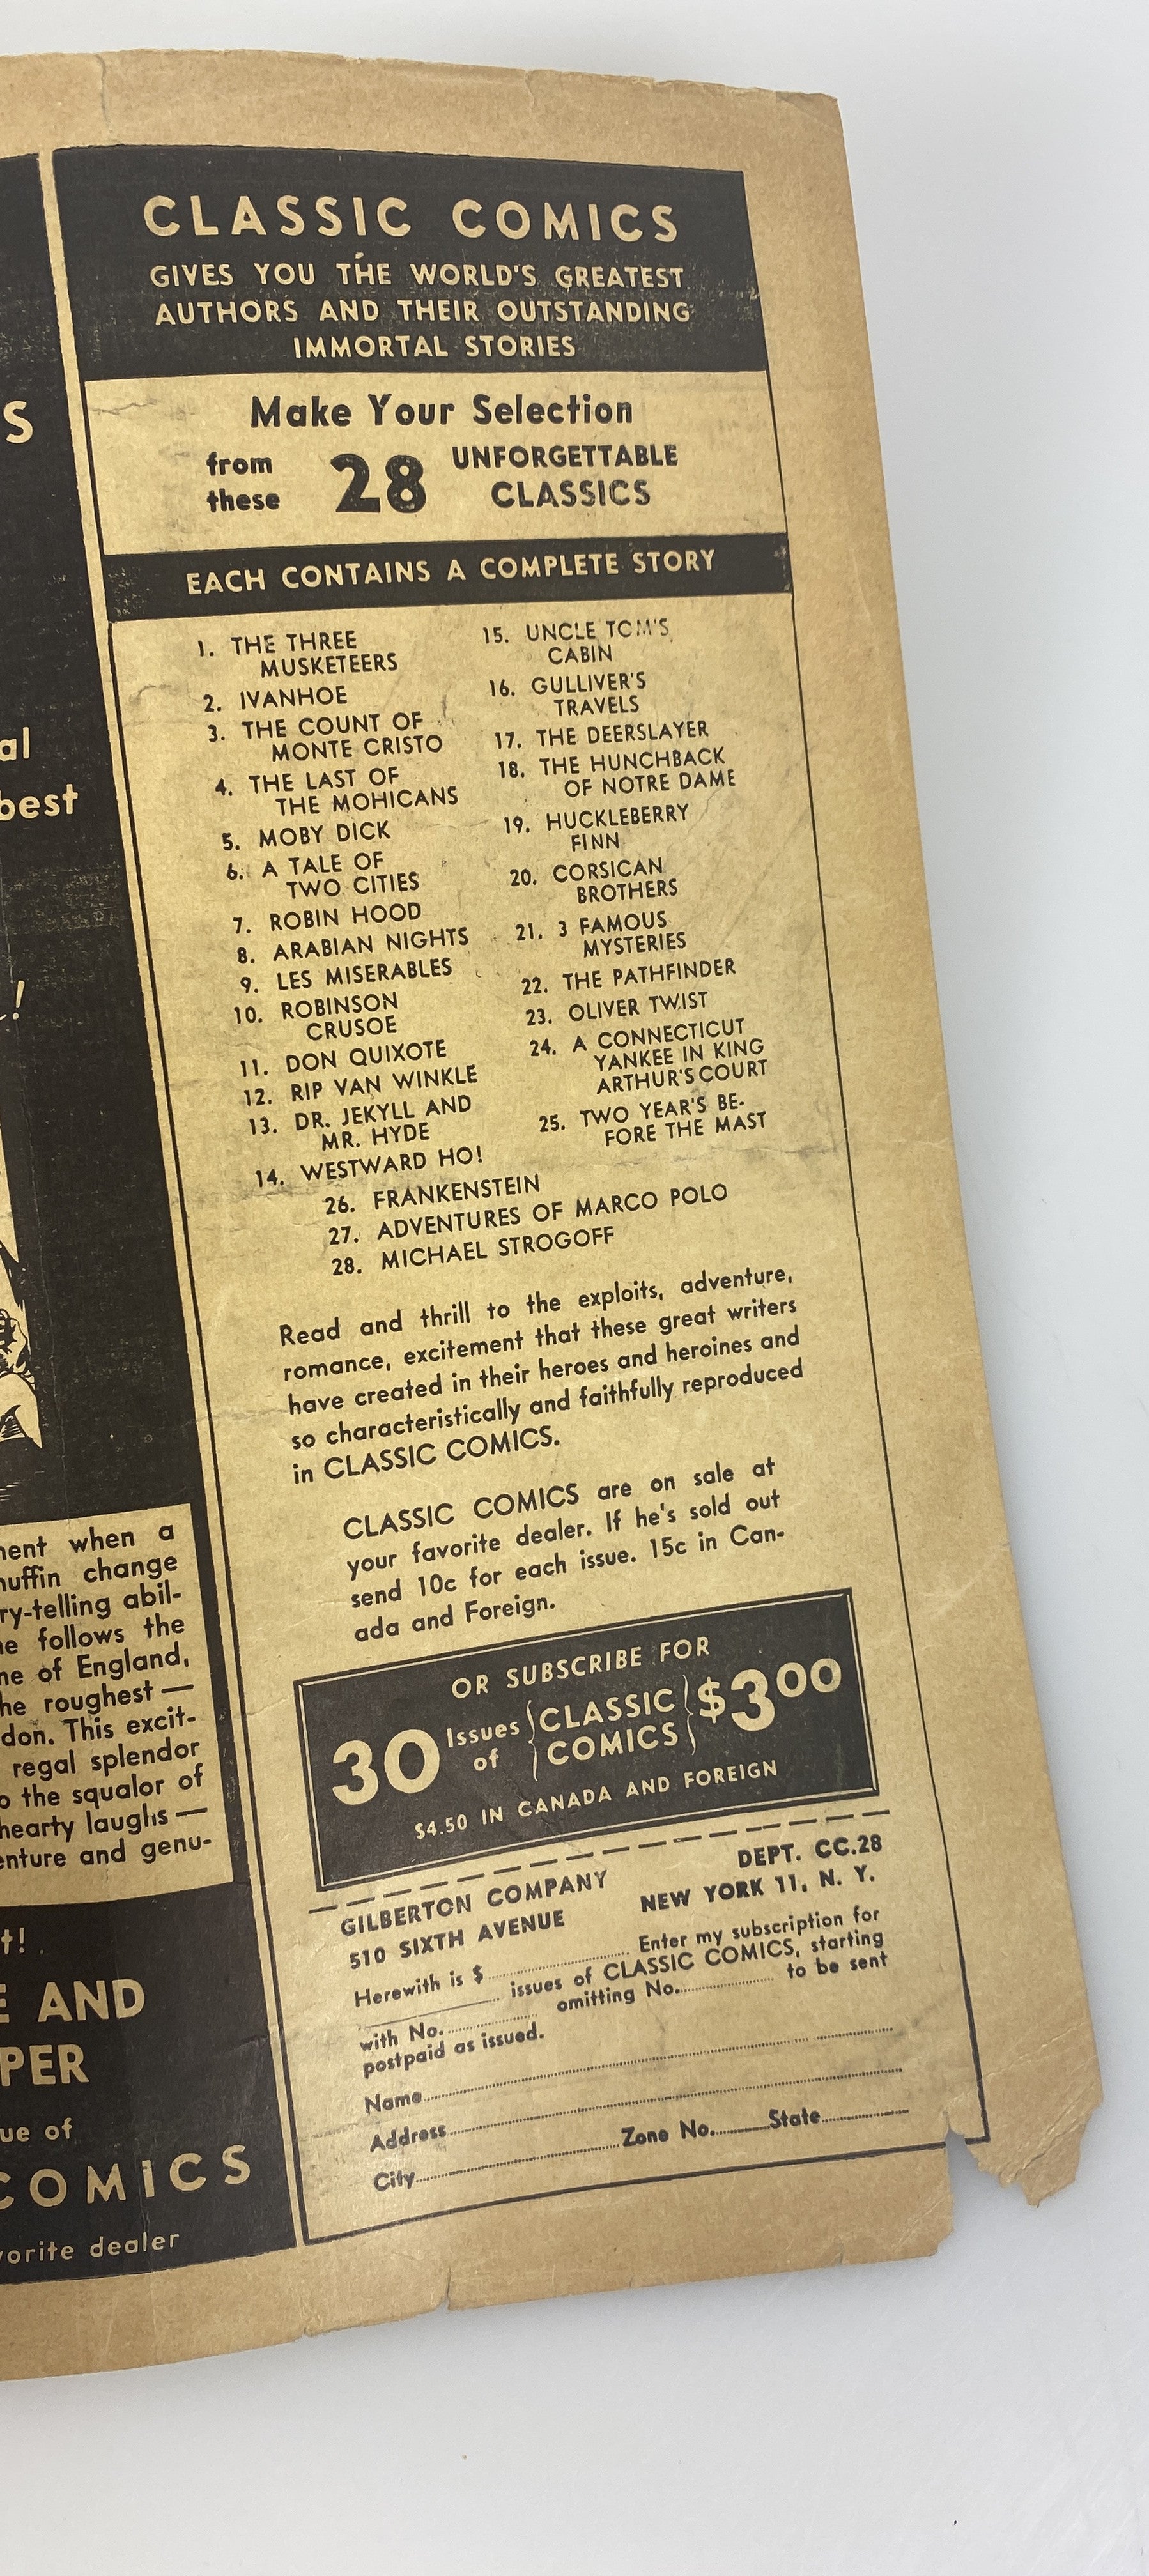 S
al
best
!
when a
change
abil-
follows the
of England,
roughest —
This excit-
regal splendor
the squalor of
hearty laughs —
and genu-
AND
of
COMICS
dealer
CLASSIC COMICS
GIVES YOU THE WORLD'S GREATEST
AUTHORS AND THEIR OUTSTANDING
IMMORTAL STORIES
Make Your Selection
from these 28 UNFORGETTABLE CLASSICS
EACH CONTAINS A COMPLETE STORY
1. THE THREE
MUSKETEERS
2. IVANHOE
3. THE COUNT OF
MONTE CRISTO
4. THE LAST OF
THE MOHICANS
5. MOBY DICK
6. A TALE OF
TWO CITIES
7. ROBIN HOOD
8. ARABIAN NIGHTS
9. LES MISERABLES
10. ROBINSON
CRUSOE
11. DON QUIXOTE
12. RIP VAN WINKLE
13. DR. JEKYLL AND
MR. HYDE
14. WESTWARD HO!
15. UNCLE TOM'S
CABIN
16. GULLIVER'S
TRAVELS
17. THE DEERSLAYER
18. THE HUNCHBACK
OF NOTRE DAME
19. HUCKLEBERRY
FINN
20. CORSICAN
BROTHERS
21. 3 FAMOUS
MYSTERIES
22. THE PATHFINDER
23. OLIVER TWIST
24. A CONNECTICUT
YANKEE IN KING
ARTHUR'S COURT
25. TWO YEAR'S BE-
FORE THE MAST
26. FRANKENSTEIN
27. ADVENTURES OF MARCO POLO
28. MICHAEL STROGOFF
Read and thrill to the exploits, adventure,
romance, excitement that these great writers
have created in their heroes and heroines and
so characteristically and faithfully reproduced
in CLASSIC COMICS.
CLASSIC COMICS are on sale at
your favorite dealer. If he's sold out
send 10c for each issue. 15c in Can-
ada and Foreign.
OR SUBSCRIBE FOR
30 Issues of CLASSIC COMICS $3.00
$4.50 IN CANADA AND FOREIGN
GILBERTON COMPANY DEPT. CC.28
510 SIXTH AVENUE NEW YORK 11, N. Y.
Herewith is $ Enter my subscription for
issues of CLASSIC COMICS, starting
with No. omitting No. to be sent
postpaid as issued.
Name
Address
City Zone No. State